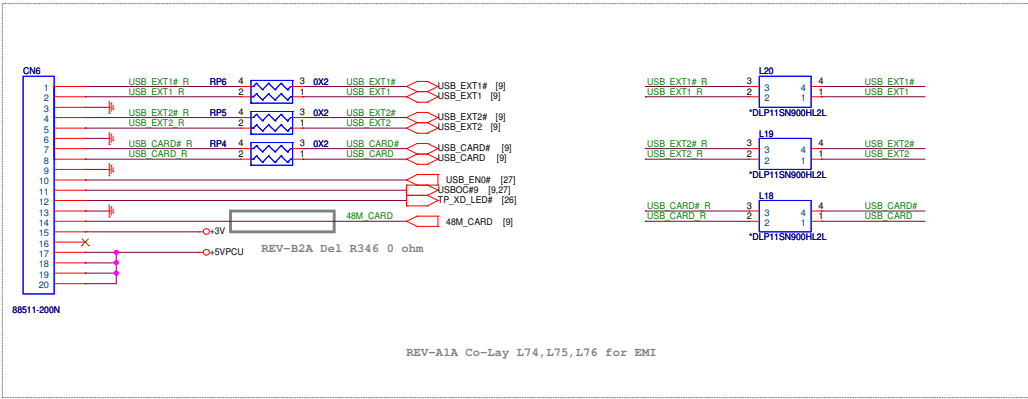 CN6
1 USB_EXT1#_R RP6 4 3 0X2 USB_EXT1# USB_EXT1# [9]
2 USB_EXT1_R 2 1 USB_EXT1 USB_EXT1 [9]
3
4 USB_EXT2#_R RP5 4 3 0X2 USB_EXT2# USB_EXT2# [9]
5 USB_EXT2_R 2 1 USB_EXT2 USB_EXT2 [9]
6
7 USB_CARD#_R RP4 4 3 0X2 USB_CARD# USB_CARD# [9]
8 USB_CARD_R 2 1 USB_CARD USB_CARD [9]
9
10 USB_EN0# [27]
11 USBOC#9 [9,27]
12 TP_XD_LED# [26]
13
14 48M_CARD 48M_CARD [9]
15 +3V
16
17 +5VPCU
18
19
20
REV-B2A Del R346 0 ohm
88511-200N
L20
USB_EXT1#_R 3 3 4 4 USB_EXT1#
USB_EXT1_R 2 2 1 1 USB_EXT1
*DLP11SN900HL2L
L19
USB_EXT2#_R 3 3 4 4 USB_EXT2#
USB_EXT2_R 2 2 1 1 USB_EXT2
*DLP11SN900HL2L
L18
USB_CARD#_R 3 3 4 4 USB_CARD#
USB_CARD_R 2 2 1 1 USB_CARD
*DLP11SN900HL2L
REV-A1A Co-Lay L74,L75,L76 for EMI